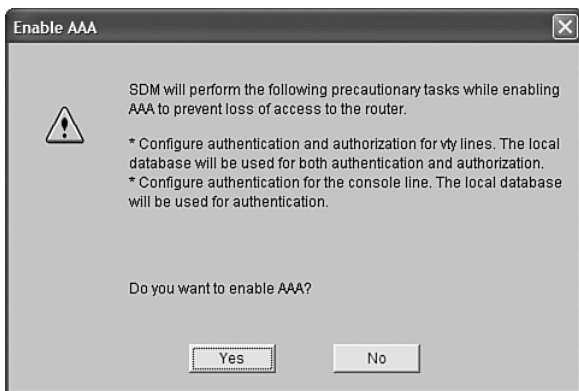 Enable AAA
SDM will perform the following precautionary tasks while enabling
AAA to prevent loss of access to the router.
* Configure authentication and authorization for vty lines. The local
database will be used for both authentication and authorization.
* Configure authentication for the console line. The local database
will be used for authentication.
Do you want to enable AAA?
Yes
No